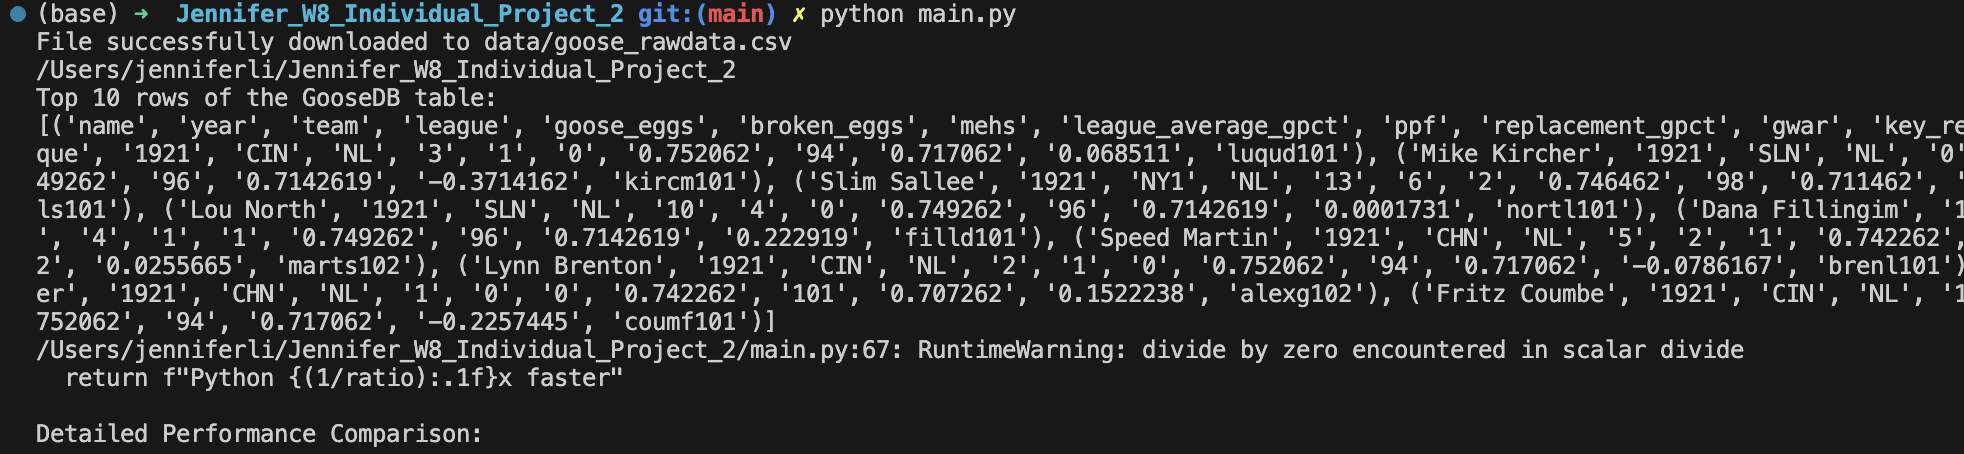 (base) ➜ Jennifer_W8_Individual_Project_2 git:(main) ✗ python main.py
File successfully downloaded to data/goose_rawdata.csv
/Users/jenniferli/Jennifer_W8_Individual_Project_2
Top 10 rows of the GooseDB table:
[('name', 'year', 'team', 'league', 'goose_eggs', 'broken_eggs', 'mehs', 'league_average_gpct', 'ppf', 'replacement_gpct', 'gwar', 'key_re
que', '1921', 'CIN', 'NL', '3', '1', '0', '0.752062', '94', '0.717062', '0.068511', 'luqud101'), ('Mike Kircher', '1921', 'SLN', 'NL', '0'
49262', '96', '0.7142619', '-0.3714162', 'kircm101'), ('Slim Sallee', '1921', 'NY1', 'NL', '13', '6', '2', '0.746462', '98', '0.711462', '
ls101'), ('Lou North', '1921', 'SLN', 'NL', '10', '4', '0', '0.749262', '96', '0.7142619', '0.0001731', 'nortl101'), ('Dana Fillingim', '1
', '4', '1', '1', '0.749262', '96', '0.7142619', '0.222919', 'filld101'), ('Speed Martin', '1921', 'CHN', 'NL', '5', '2', '1', '0.742262',
2', '0.0255665', 'marts102'), ('Lynn Brenton', '1921', 'CIN', 'NL', '2', '1', '0', '0.752062', '94', '0.717062', '-0.0786167', 'brenl101')
er', '1921', 'CHN', 'NL', '1', '0', '0', '0.742262', '101', '0.707262', '0.1522238', 'alexg102'), ('Fritz Coumbe', '1921', 'CIN', 'NL', '1
752062', '94', '0.717062', '-0.2257445', 'coumf101')]
/Users/jenniferli/Jennifer_W8_Individual_Project_2/main.py:67: RuntimeWarning: divide by zero encountered in scalar divide
return f"Python {(1/ratio):.1f}x faster"
Detailed Performance Comparison: